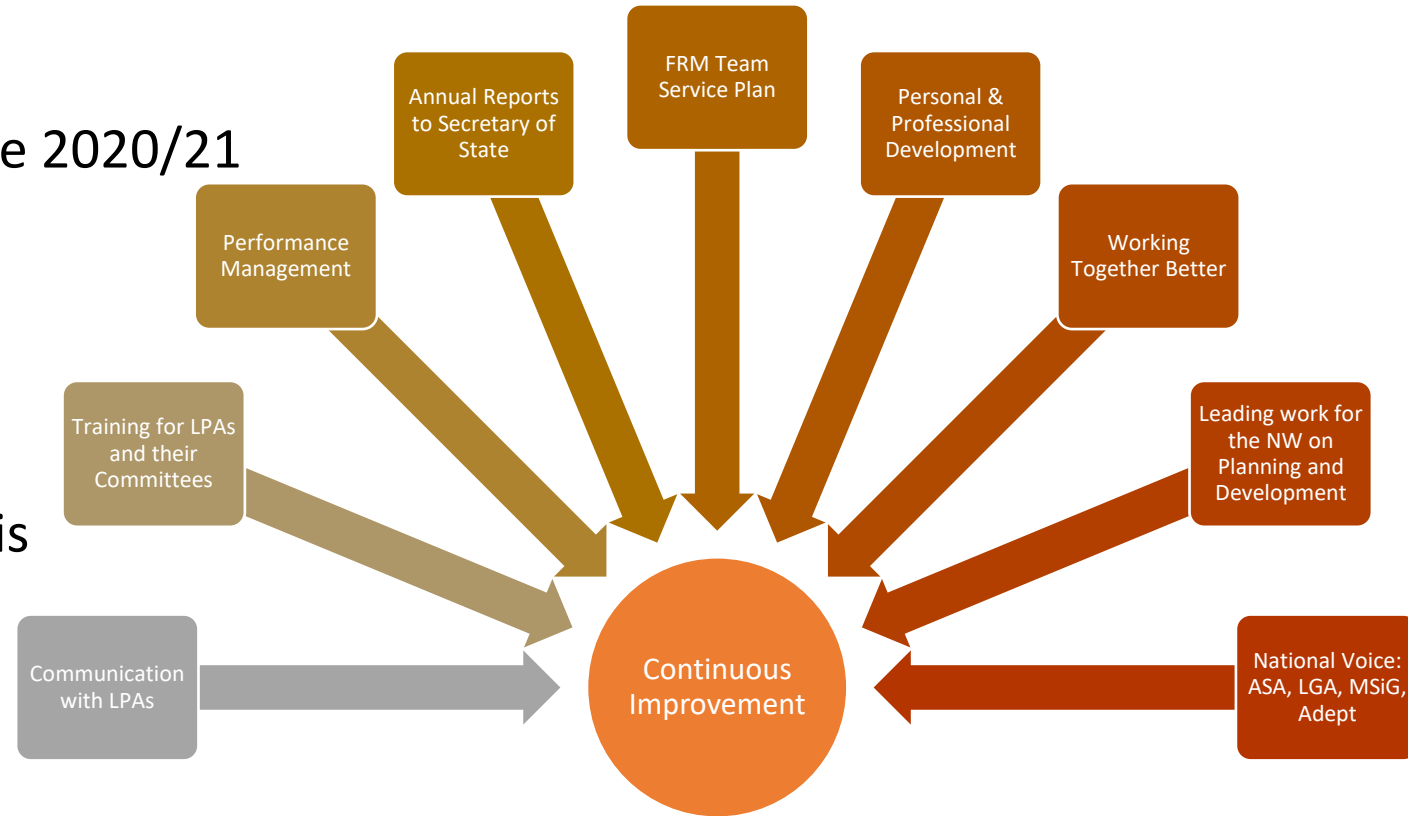 e 2020/21
is
Communication
with LPAs
Training for LPAs
and their
Committees
Performance
Management
Annual Reports
to Secretary of
State
FRM Team
Service Plan
Personal &
Professional
Development
Working
Together Better
Leading work for
the NW on
Planning and
Development
National Voice:
ASA, LGA, MSiG,
Adept
Continuous
Improvement